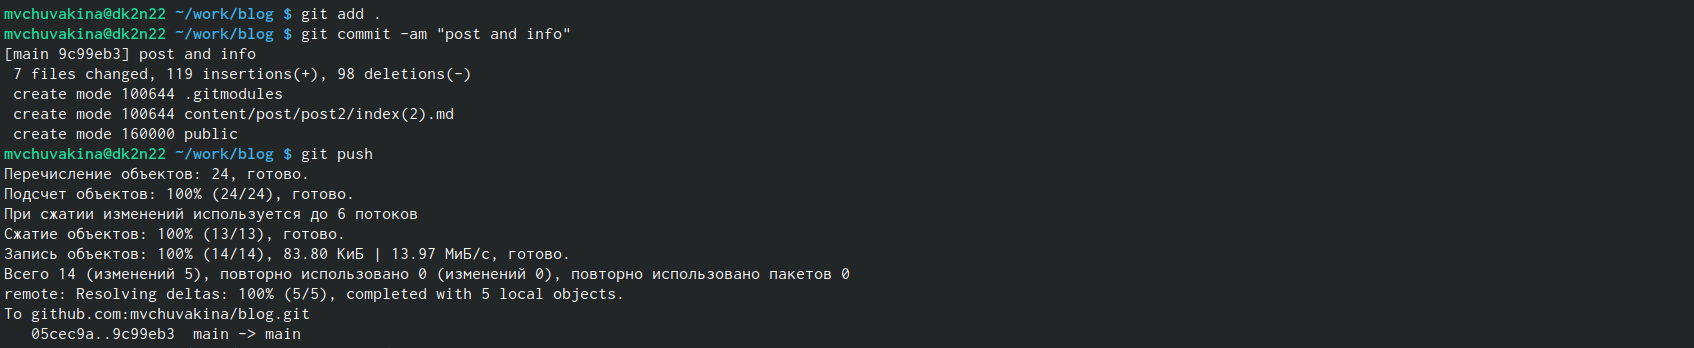 mvchuvakina@dk2n22 ~/work/blog $ git add .
mvchuvakina@dk2n22 ~/work/blog $ git commit -am "post and info"
[main 9c99eb3] post and info
 7 files changed, 119 insertions(+), 98 deletions(-)
 create mode 100644 .gitmodules
 create mode 100644 content/post/post2/index(2).md
 create mode 160000 public
mvchuvakina@dk2n22 ~/work/blog $ git push
Перечисление объектов: 24, готово.
Подсчет объектов: 100% (24/24), готово.
При сжатии изменений используется до 6 потоков
Сжатие объектов: 100% (13/13), готово.
Запись объектов: 100% (14/14), 83.80 КиБ | 13.97 МиБ/с, готово.
Всего 14 (изменений 5), повторно использовано 0 (изменений 0), повторно использовано пакетов 0
remote: Resolving deltas: 100% (5/5), completed with 5 local objects.
To github.com:mvchuvakina/blog.git
   05cec9a..9c99eb3  main -> main